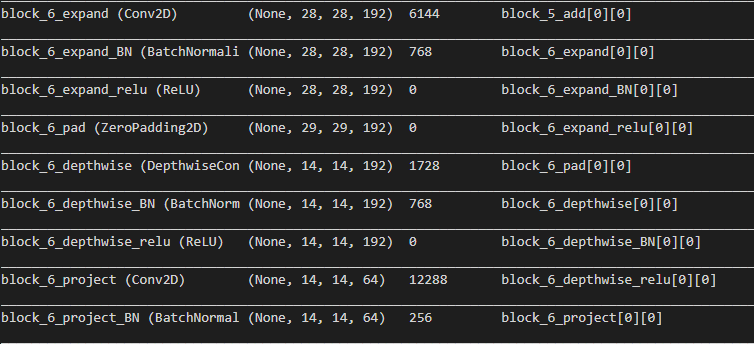 block_6_expand (Conv2D) (None, 28, 28, 192) 6144 block_5_add[0][0]
block_6_expand_BN (BatchNormali (None, 28, 28, 192) 768 block_6_expand[0][0]
block_6_expand_relu (ReLU) (None, 28, 28, 192) 0 block_6_expand_BN[0][0]
block_6_pad (ZeroPadding2D) (None, 29, 29, 192) 0 block_6_expand_relu[0][0]
block_6_depthwise (DepthwiseCon (None, 14, 14, 192) 1728 block_6_pad[0][0]
block_6_depthwise_BN (BatchNorm (None, 14, 14, 192) 768 block_6_depthwise[0][0]
block_6_depthwise_relu (ReLU) (None, 14, 14, 192) 0 block_6_depthwise_BN[0][0]
block_6_project (Conv2D) (None, 14, 14, 64) 12288 block_6_depthwise_relu[0][0]
block_6_project_BN (BatchNormal (None, 14, 14, 64) 256 block_6_project[0][0]